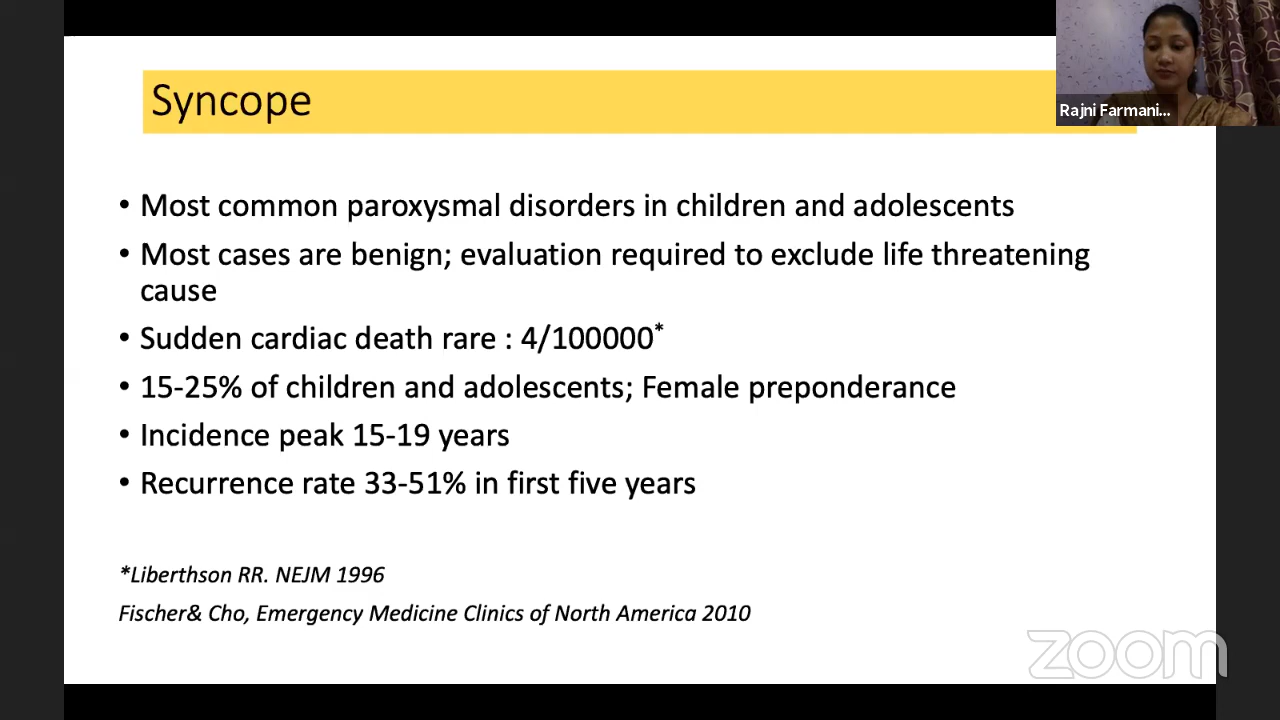 Syncope
Rajni Farmani...
• Most common paroxysmal disorders in children and adolescents
• Most cases are benign; evaluation required to exclude life threatening
cause
• Sudden cardiac death rare : 4/100000*
• 15-25% of children and adolescents; Female preponderance
• Incidence peak 15-19 years
• Recurrence rate 33-51% in first five years
*Liberthson RR. NEJM 1996
Fischer& Cho, Emergency Medicine Clinics of North America 2010
zoom